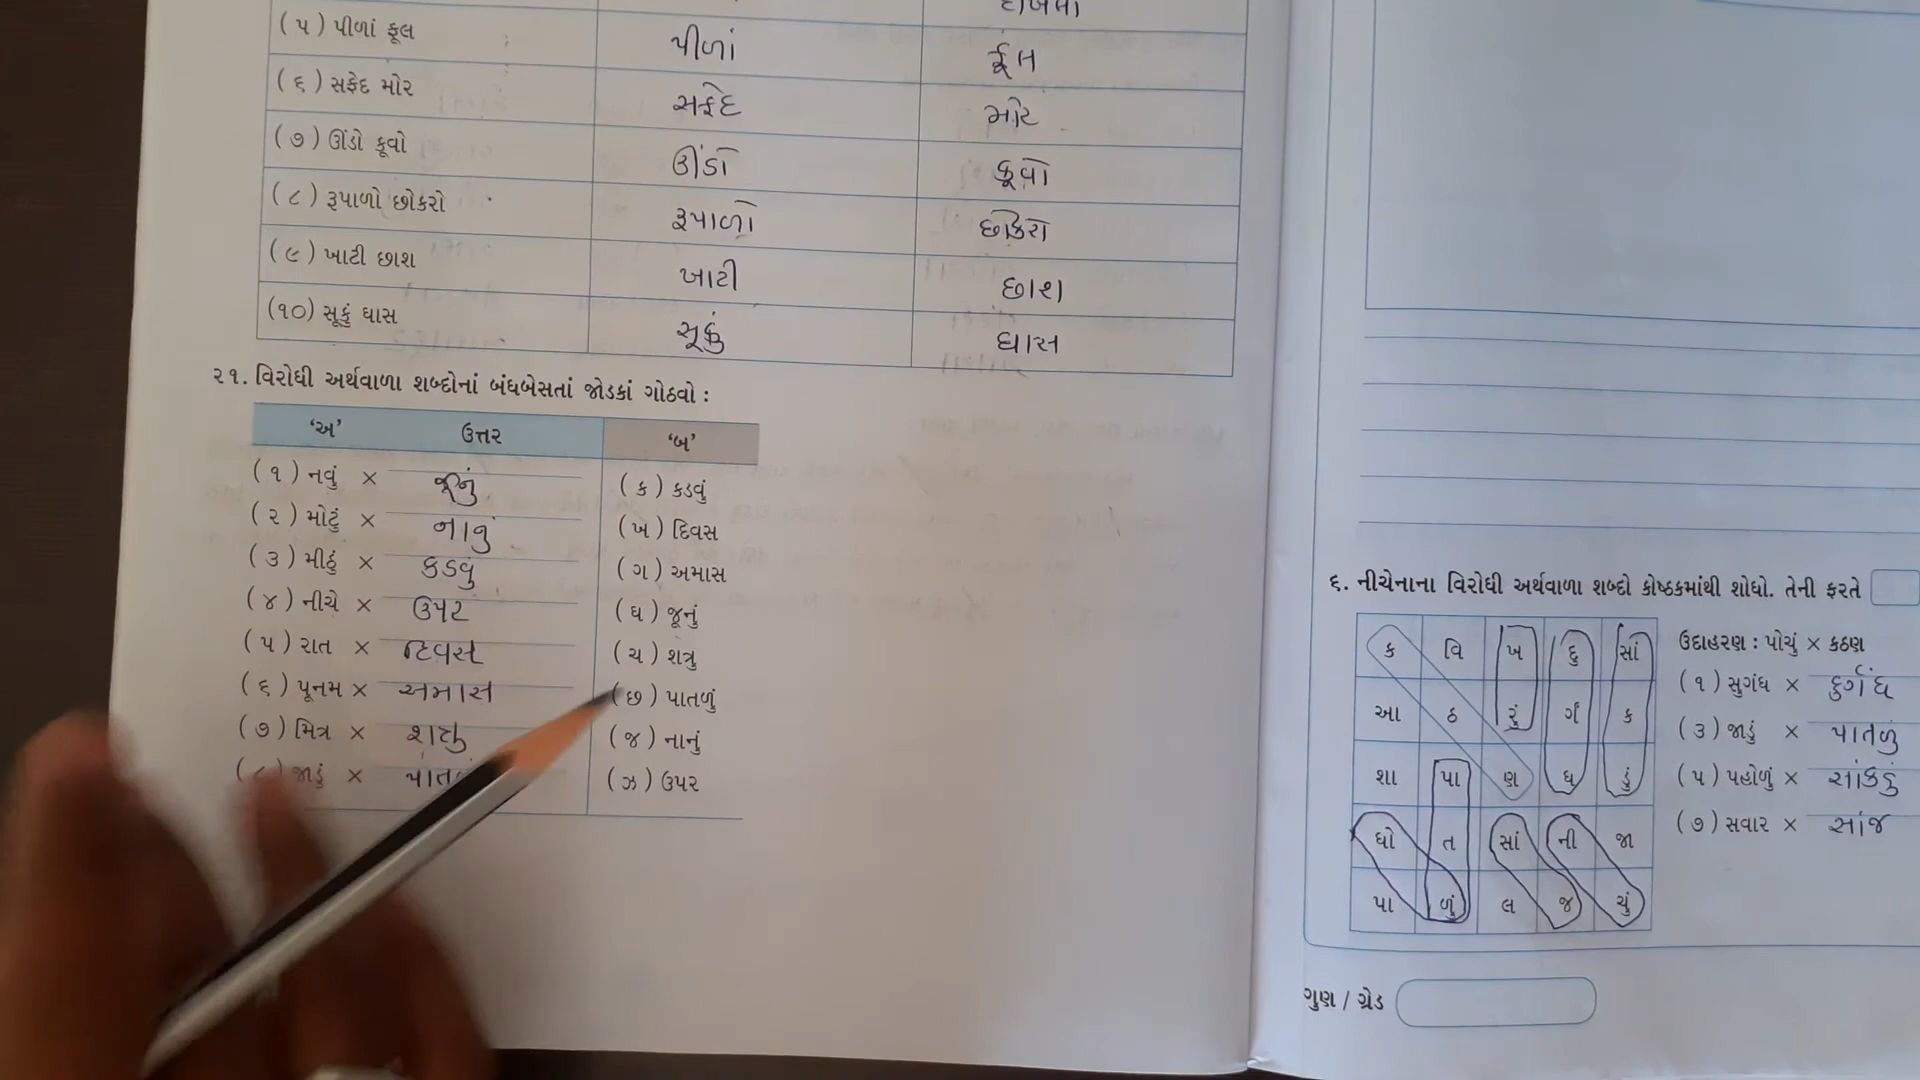 (૫) પીળાં ફૂલ પીળાં ફૂલ
(૬) સફેદ મોર સફેદ મોર
(૭) ઊંડો કૂવો ઊંડો કૂવો
(૮) રૂપાળો છોકરો રૂપાળો છોકરો
(૯) ખાટી છાશ ખાટી છાશ
(૧૦) સૂકું ઘાસ સૂકું ઘાસ
૨૧. વિરોધી અર્થવાળા શબ્દોનાં બંધબેસતાં જોડકાં ગોઠવો :
‘અ’ ઉત્તર ‘બ’
(૧) નવું × જૂનું (ક) કડવું
(૨) મોટું × નાનું (ખ) દિવસ
(૩) મીઠું × કડવું (ગ) અમાસ
(૪) નીચે × ઉપર (ઘ) જૂનું
(૫) રાત × દિવસ (ચ) શત્રુ
(૬) પૂનમ × અમાસ (છ) પાતળું
(૭) મિત્ર × શત્રુ (જ) નાનું
(૮) જાડું × (ઝ) ઉપર
૬. નીચેનાના વિરોધી અર્થવાળા શબ્દો કોષ્ઠકમાંથી શોધો. તેની ફરતે
ક વિ ખ દુ સાં
આ ઠ રું ર્ગં ક
શા પા ણ ધ ડું
ધો ત સાં ની જા
પા ળું લ જ ચું
ઉદાહરણ : પોચું × કઠણ
(૧) સુગંધ × દુર્ગંધ
(૩) જાડું × પાતળુ
(૫) પહોળું × સાંકડુ
(૭) સવાર × સાંજ
ગુણ / ગ્રેડ